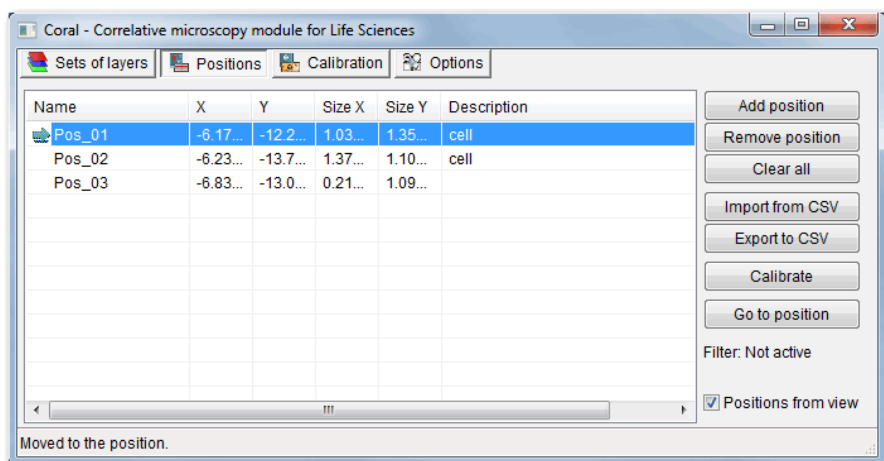 Coral - Correlative microscopy module for Life Sciences
Sets of layers Positions Calibration Options
Name X Y Size X Size Y Description
Pos_01 -6.17... -12.2... 1.03... 1.35... cell
Pos_02 -6.23... -13.7... 1.37... 1.10... cell
Pos_03 -6.83... -13.0... 0.21... 1.09...
Add position
Remove position
Clear all
Import from CSV
Export to CSV
Calibrate
Go to position
Filter: Not active
Positions from view
Moved to the position.